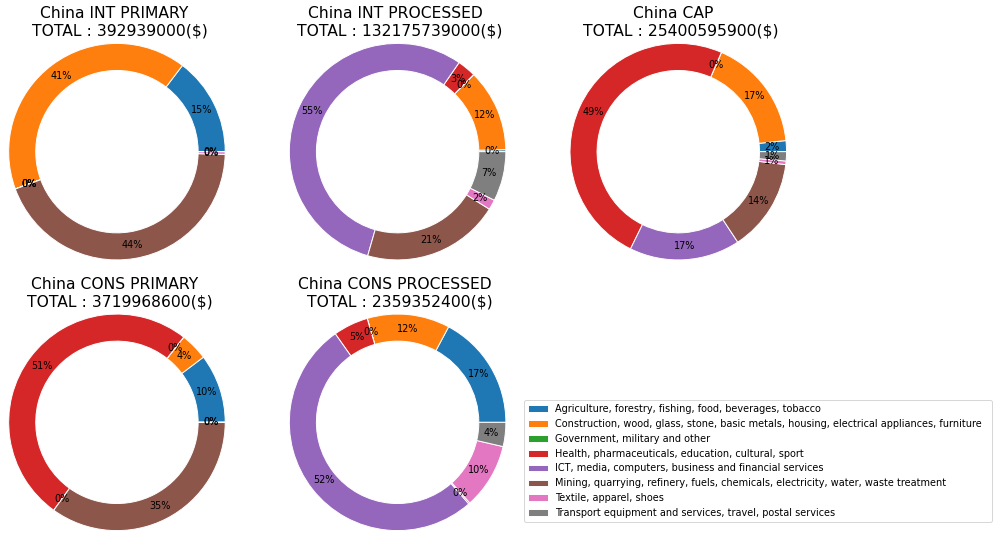 China INT PRIMARY
TOTAL : 392939000($)
41%
15%
0%
0%
44%
China INT PROCESSED
TOTAL : 132175739000($)
3%
0%
55%
12%
0%
7%
2%
21%
China CAP
TOTAL : 25400595900($)
0%
17%
49%
2%
1%
1%
14%
17%
China CONS PRIMARY
TOTAL : 3719968600($)
0%
4%
51%
10%
0%
0%
35%
China CONS PROCESSED
TOTAL : 2359352400($)
12%
0%
5%
17%
4%
10%
52%
0%
Agriculture, forestry, fishing, food, beverages, tobacco
Construction, wood, glass, stone, basic metals, housing, electrical appliances, furniture
Government, military and other
Health, pharmaceuticals, education, cultural, sport
ICT, media, computers, business and financial services
Mining, quarrying, refinery, fuels, chemicals, electricity, water, waste treatment
Textile, apparel, shoes
Transport equipment and services, travel, postal services